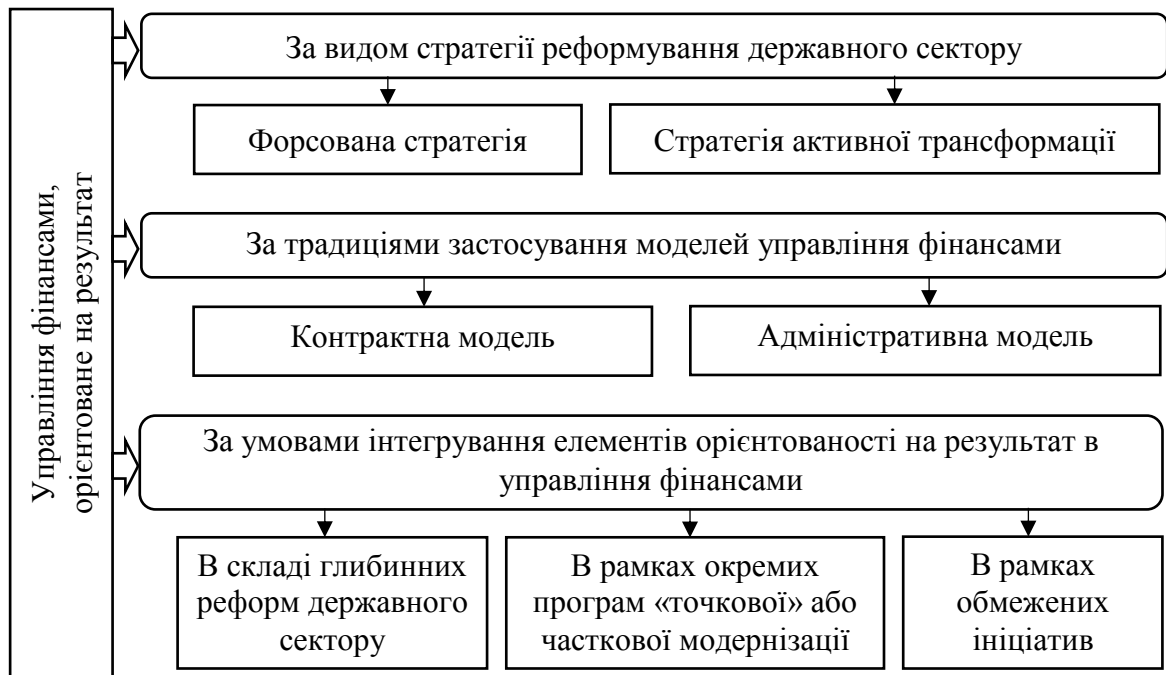 Управління фінансами,
орієнтоване на результат
За видом стратегії реформування державного сектору
Форсована стратегія
Стратегія активної трансформації
За традиціями застосування моделей управління фінансами
Контрактна модель
Адміністративна модель
За умовами інтегрування елементів орієнтованості на результат в
управління фінансами
В складі глибинних
реформ державного
сектору
В рамках окремих
програм «точкової» або
часткової модернізації
В рамках
обмежених
ініціатив